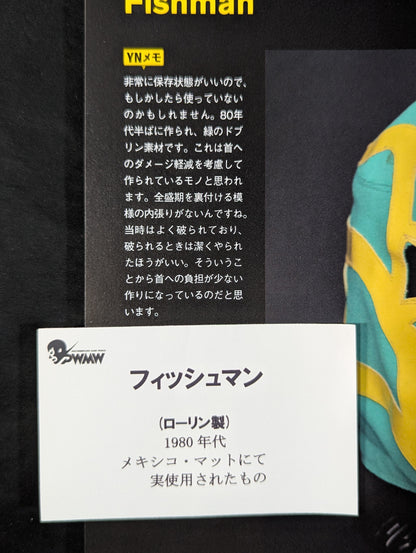 Fishman
YNメモ
非常に保存状態がいいので、
もしかしたら使っていない
のかもしれません。80年
代半ばに作られ、緑のドブ
リン素材です。これは首へ
のダメージ軽減を考慮して
作られているモノと思われ
ます。全盛期を裏付ける模
様の内張りがないんですね。
当時はよく破られており、
破られるときは潔くやられ
たほうがいい。そういうこ
とから首への負担が少ない
作りになっているのだと思
います。
PWMW
フィッシュマン
(ローリン製)
1980 年代
メキシコ・マットにて
実使用されたもの